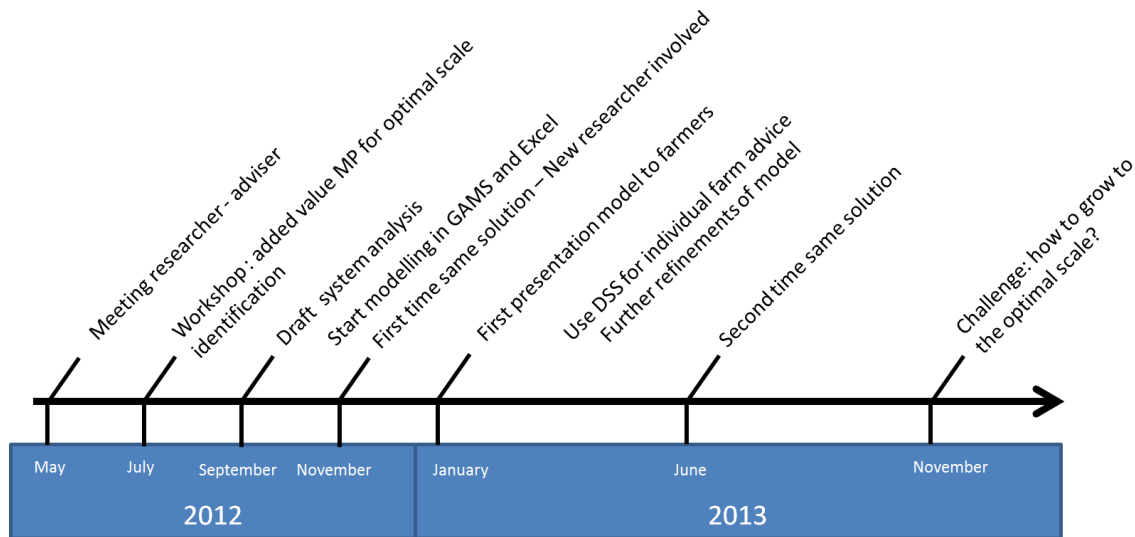 Meeting researcher - adviser
Workshop : added value MP for optimal scale
identification
Draft system analysis
Start modelling in GAMS and Excel
First time same solution – New researcher involved
First presentation model to farmers
Use DSS for individual farm advice
Further refinements of model
Second time same solution
Challenge: how to grow to
the optimal scale?
May
July
September
November
January
June
November
2012
2013